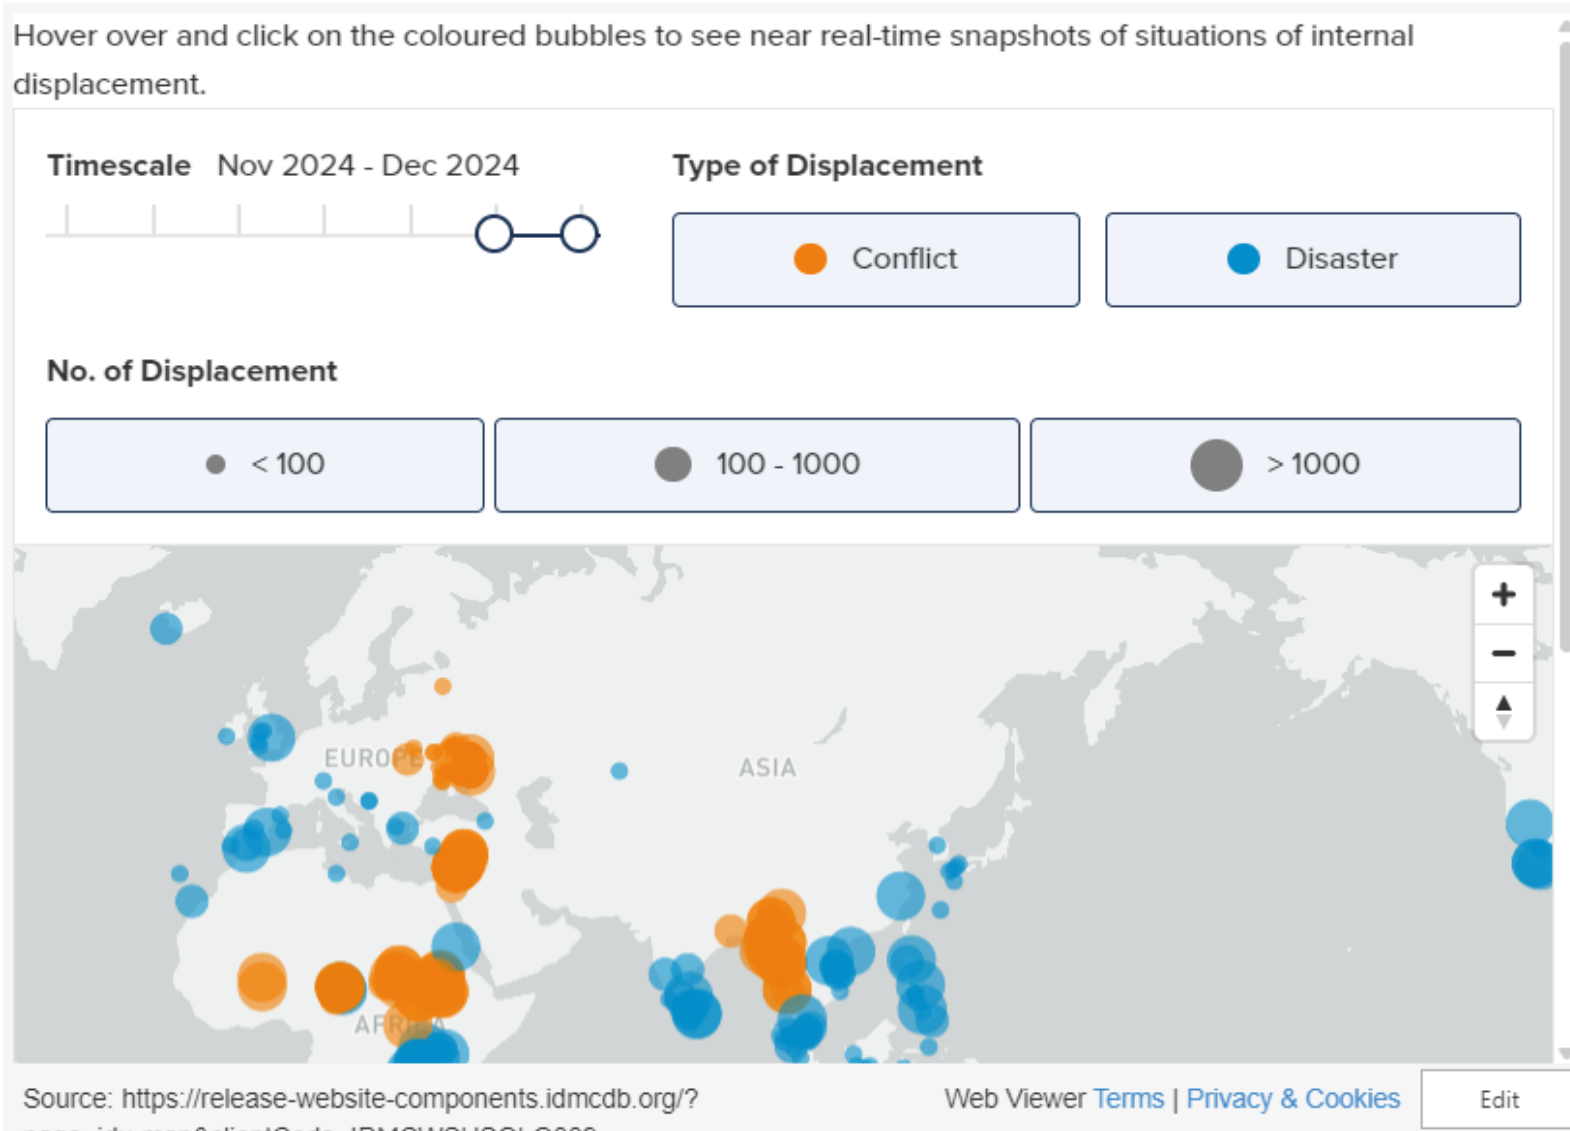 Hover over and click on the coloured bubbles to see near real-time snapshots of situations of internal
displacement.
Timescale Nov 2024 - Dec 2024
Type of Displacement
Conflict
Disaster
No. of Displacement
< 100
100 - 1000
> 1000
EUROPE
ASIA
AFRICA
Source: https://release-website-components.idmcdb.org/?
Web Viewer Terms | Privacy & Cookies
Edit